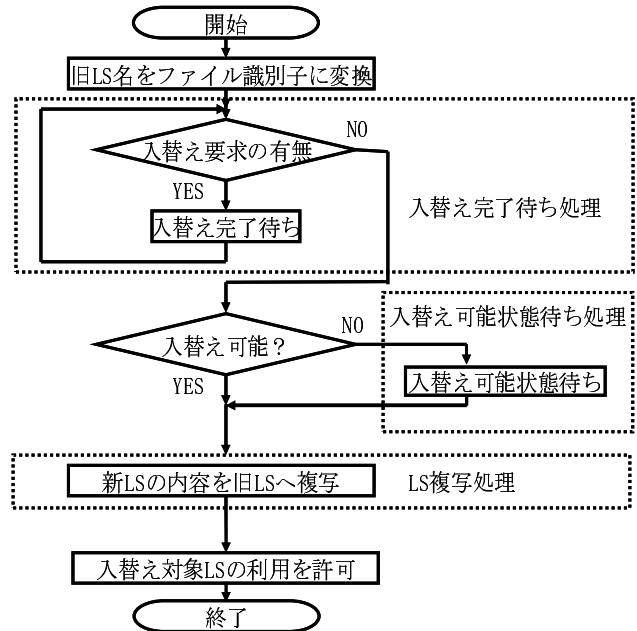 開始
旧LS名をファイル識別子に変換
NO
入替え要求の有無
YES
入替え完了待ち
入替え完了待ち処理
入替え可能状態待ち処理
NO
入替え可能？
入替え可能状態待ち
YES
新LSの内容を旧LSへ複写
LS複写処理
入替え対象LSの利用を許可
終了